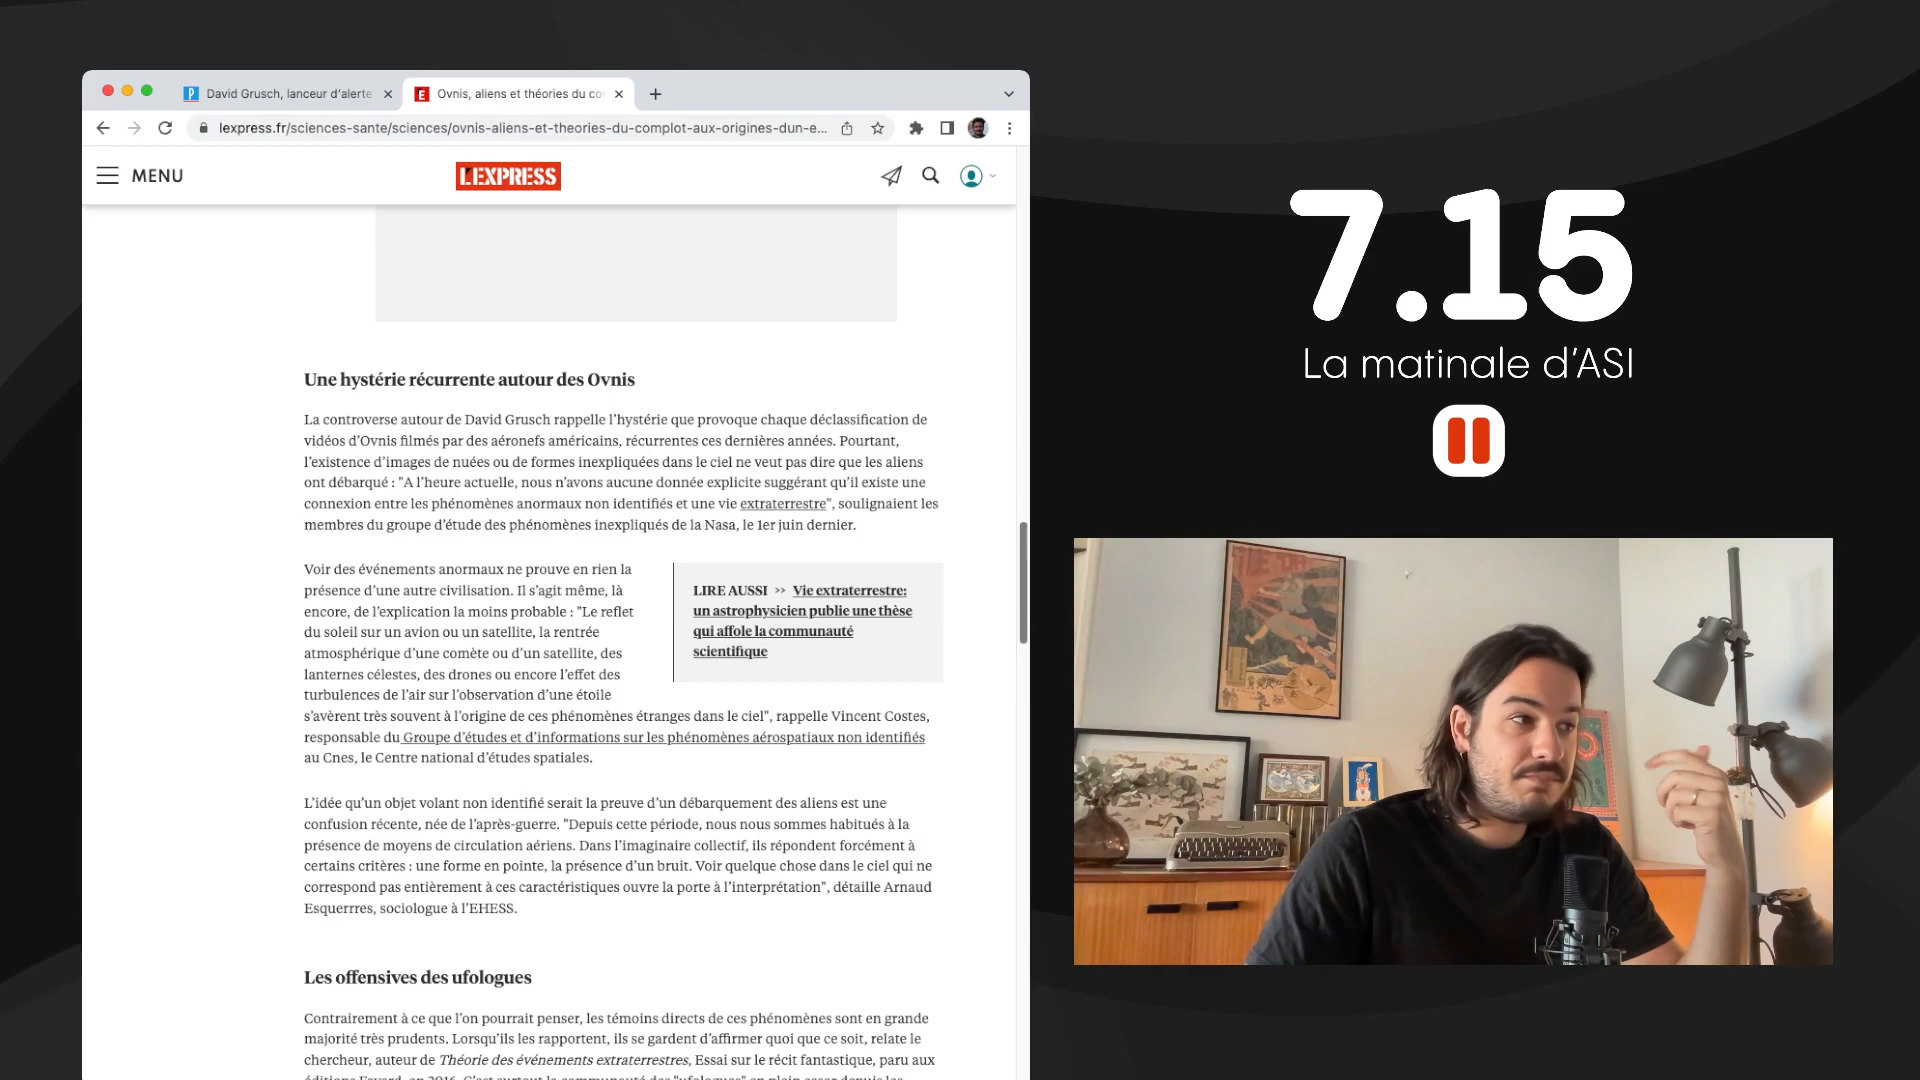 David Grusch, lanceur d'alerte
Ovnis, aliens et théories du co
lexpress.fr/sciences-sante/sciences/ovnis-aliens-et-theories-du-complot-aux-origines-dun-e...
MENU
L'EXPRESS
7.15
La matinale d'ASI
Une hystérie récurrente autour des Ovnis
La controverse autour de David Grusch rappelle l'hystérie que provoque chaque déclassification de
vidéos d'Ovnis filmés par des aéronefs américains, récurrentes ces dernières années. Pourtant,
l'existence d'images de nuées ou de formes inexpliquées dans le ciel ne veut pas dire que les aliens
ont débarqué : "A l'heure actuelle, nous n'avons aucune donnée explicite suggérant qu'il existe une
connexion entre les phénomènes anormaux non identifiés et une vie extraterrestre", soulignaient les
membres du groupe d'étude des phénomènes inexpliqués de la Nasa, le 1er juin dernier.
Voir des événements anormaux ne prouve en rien la
présence d'une autre civilisation. Il s'agit même, là
encore, de l'explication la moins probable : "Le reflet
du soleil sur un avion ou un satellite, la rentrée
atmosphérique d'une comète ou d'un satellite, des
lanternes célestes, des drones ou encore l'effet des
turbulences de l'air sur l'observation d'une étoile
s'avèrent très souvent à l'origine de ces phénomènes étranges dans le ciel", rappelle Vincent Costes,
responsable du Groupe d'études et d'informations sur les phénomènes aérospatiaux non identifiés
au Cnes, le Centre national d'études spatiales.
LIRE AUSSI >> Vie extraterrestre:
un astrophysicien publie une thèse
qui affole la communauté
scientifique
L'idée qu'un objet volant non identifié serait la preuve d'un débarquement des aliens est une
confusion récente, née de l'après-guerre. "Depuis cette période, nous nous sommes habitués à la
présence de moyens de circulation aériens. Dans l'imaginaire collectif, ils répondent forcément à
certains critères : une forme en pointe, la présence d'un bruit. Voir quelque chose dans le ciel qui ne
correspond pas entièrement à ces caractéristiques ouvre la porte à l'interprétation", détaille Arnaud
Esquerrres, sociologue à l'EHESS.
Les offensives des ufologues
Contrairement à ce que l'on pourrait penser, les témoins directs de ces phénomènes sont en grande
majorité très prudents. Lorsqu'ils les rapportent, ils se gardent d'affirmer quoi que ce soit, relate le
chercheur, auteur de Théorie des événements extraterrestres, Essai sur le récit fantastique, paru aux
éditions Fayard, en 2016. C'est surtout la communauté des "ufologues" en plein essor depuis les